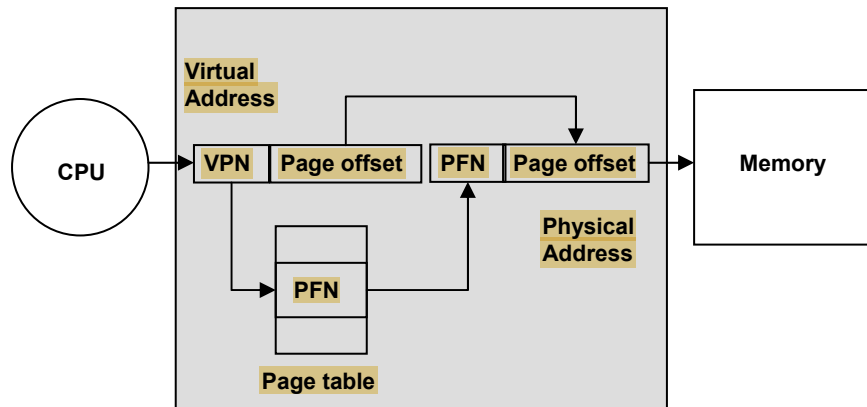 Virtual
Address
CPU
VPN
Page offset
PFN
Page offset
Memory
Physical
Address
PFN
Page table